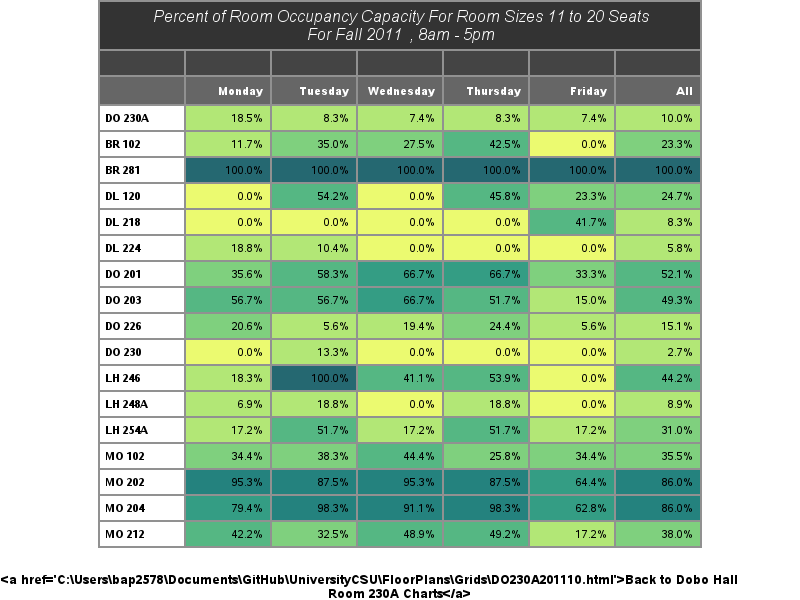 Percent of Room Occupancy Capacity For Room Sizes 11 to 20 Seats
For Fall 2011 , 8am - 5pm
Monday Tuesday Wednesday Thursday Friday All
DO 230A 18.5% 8.3% 7.4% 8.3% 7.4% 10.0%
BR 102 11.7% 35.0% 27.5% 42.5% 0.0% 23.3%
BR 281 100.0% 100.0% 100.0% 100.0% 100.0% 100.0%
DL 120 0.0% 54.2% 0.0% 45.8% 23.3% 24.7%
DL 218 0.0% 0.0% 0.0% 0.0% 41.7% 8.3%
DL 224 18.8% 10.4% 0.0% 0.0% 0.0% 5.8%
DO 201 35.6% 58.3% 66.7% 66.7% 33.3% 52.1%
DO 203 56.7% 56.7% 66.7% 51.7% 15.0% 49.3%
DO 226 20.6% 5.6% 19.4% 24.4% 5.6% 15.1%
DO 230 0.0% 13.3% 0.0% 0.0% 0.0% 2.7%
LH 246 18.3% 100.0% 41.1% 53.9% 0.0% 44.2%
LH 248A 6.9% 18.8% 0.0% 18.8% 0.0% 8.9%
LH 254A 17.2% 51.7% 17.2% 51.7% 17.2% 31.0%
MO 102 34.4% 38.3% 44.4% 25.8% 34.4% 35.5%
MO 202 95.3% 87.5% 95.3% 87.5% 64.4% 86.0%
MO 204 79.4% 98.3% 91.1% 98.3% 62.8% 86.0%
MO 212 42.2% 32.5% 48.9% 49.2% 17.2% 38.0%
<a href='C:\Users\bap2578\Documents\GitHub\UniversityCSU\FloorPlans\Grids\DO230A201110.html'>Back to Dobo Hall
Room 230A Charts</a>